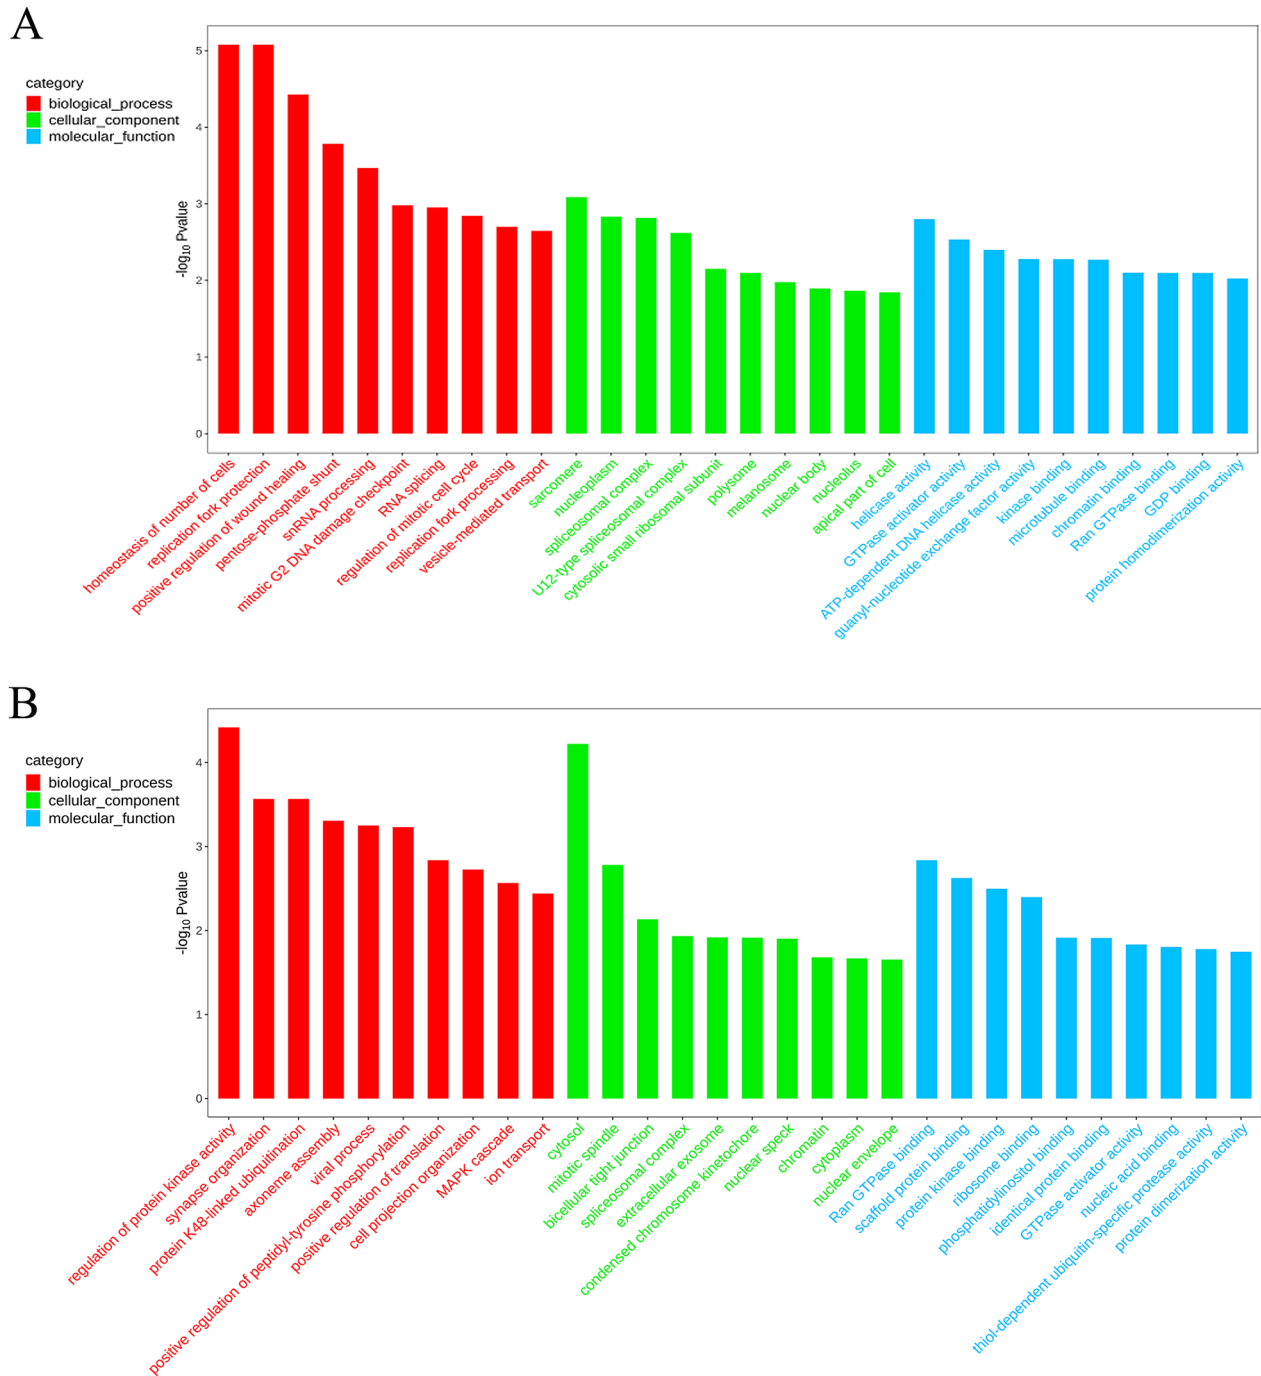 A
category
biological_process
cellular_component
molecular_function
-log10 Pvalue
5
4
3
2
1
0
homeostasis of number of cells
replication fork protection
positive regulation of wound healing
pentose-phosphate shunt
snRNA processing
mitotic G2 DNA damage checkpoint
RNA splicing
regulation of mitotic cell cycle
replication fork processing
vesicle-mediated transport
sarcomere
nucleoplasm
spliceosomal complex
U12-type spliceosomal complex
cytosolic small ribosomal subunit
polysome
melanosome
nuclear body
nucleolus
apical part of cell
helicase activity
GTPase activator activity
ATP-dependent DNA helicase activity
guanyl-nucleotide exchange factor activity
kinase binding
microtubule binding
chromatin binding
Ran GTPase binding
GDP binding
protein homodimerization activity
B
category
biological_process
cellular_component
molecular_function
-log10 Pvalue
4
3
2
1
0
regulation of protein kinase activity
synapse organization
protein K48-linked ubiquitination
axoneme assembly
viral process
positive regulation of peptidyl-tyrosine phosphorylation
positive regulation of translation
cell projection organization
MAPK cascade
ion transport
cytosol
mitotic spindle
bicellular tight junction
spliceosomal complex
extracellular exosome
condensed chromosome kinetochore
nuclear speck
chromatin
cytoplasm
nuclear envelope
Ran GTPase binding
scaffold protein binding
protein kinase binding
ribosome binding
phosphatidylinositol binding
identical protein binding
GTPase activator activity
nucleic acid binding
thiol-dependent ubiquitin-specific protease activity
protein dimerization activity